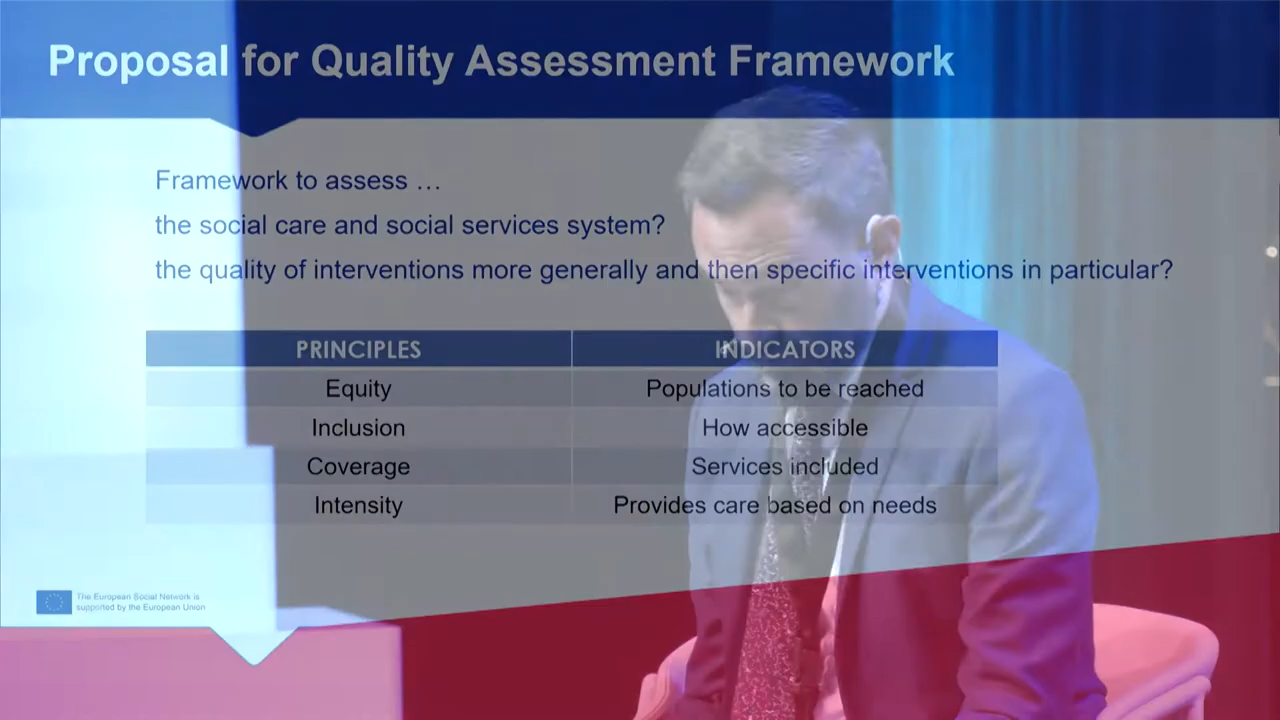 Proposal for Quality Assessment Framework
Framework to assess …
the social care and social services system?
the quality of interventions more generally and then specific interventions in particular?
PRINCIPLES INDICATORS
Equity Populations to be reached
Inclusion How accessible
Coverage Services included
Intensity Provides care based on needs
The European Social Network is
supported by the European Union